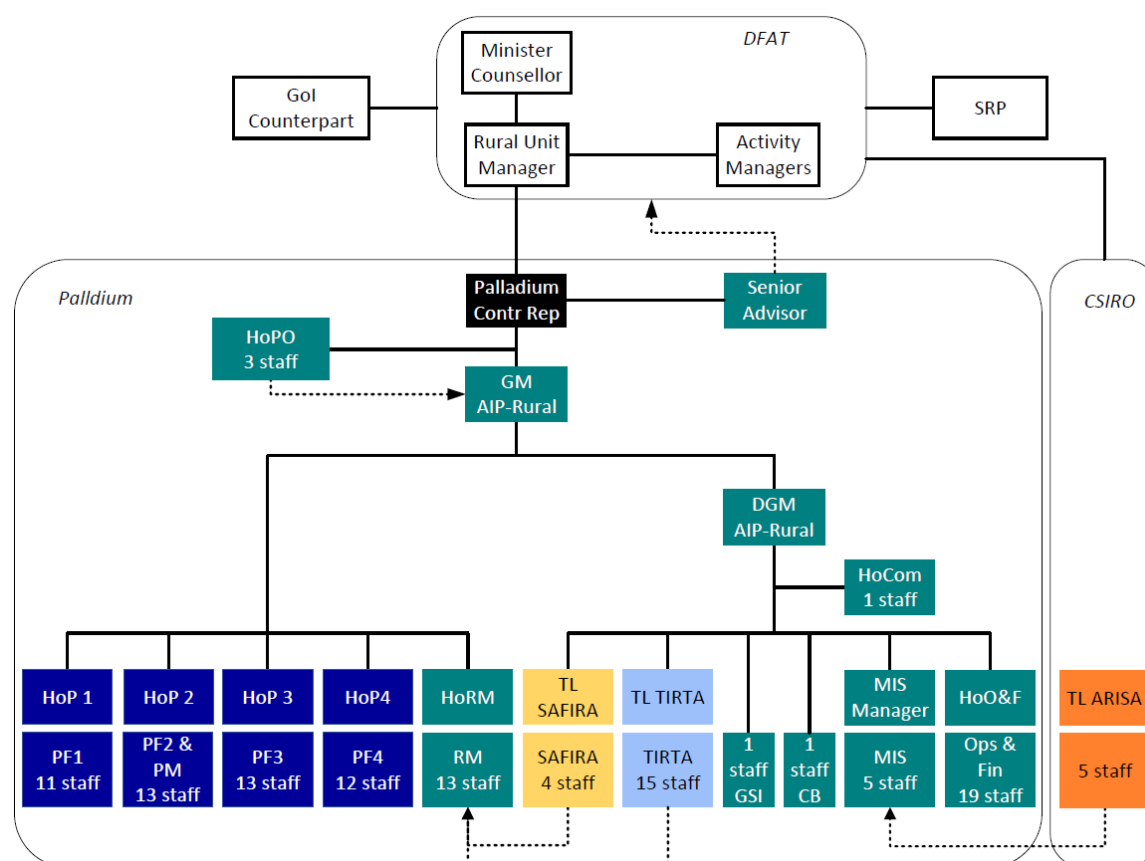 DFAT
Minister
Counsellor
GoI
Counterpart
SRP
Rural Unit
Manager
Activity
Managers
Palldium
Palladium
Contr Rep
Senior
Advisor
CSIRO
HoPO
3 staff
GM
AIP-Rural
DGM
AIP-Rural
HoCom
1 staff
HoP 1
HoP 2
HoP 3
HoP4
HoRM
TL
SAFIRA
TL TIRTA
MIS
Manager
HoO&F
TL ARISA
PF1
11 staff
PF2 &
PM
13 staff
PF3
13 staff
PF4
12 staff
RM
13 staff
SAFIRA
4 staff
TIRTA
15 staff
1
staff
GSI
1
staff
CB
MIS
5 staff
Ops &
Fin
19 staff
5 staff